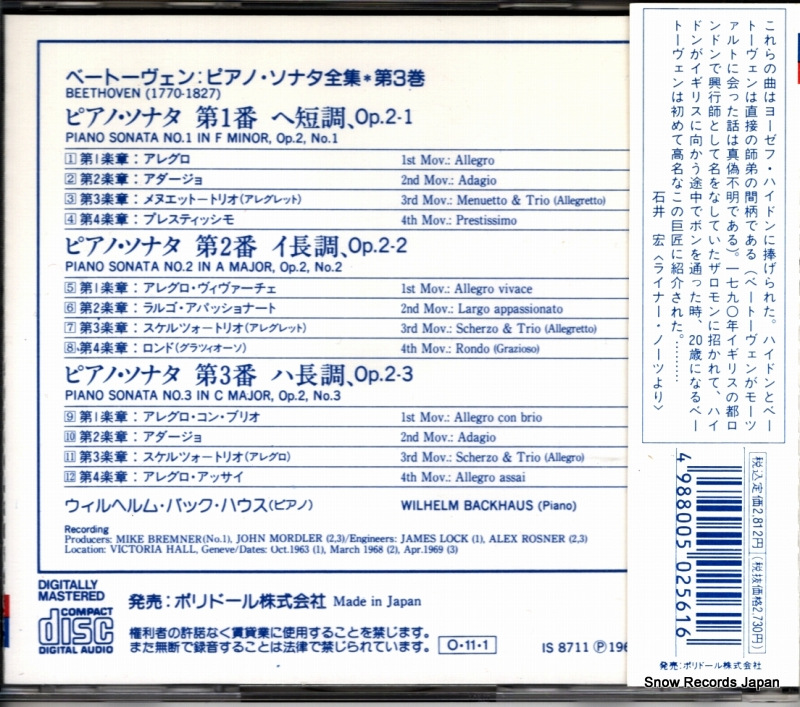 ベートーヴェン:ピアノ・ソナタ全集*第3巻
BEETHOVEN (1770-1827)
ピアノ・ソナタ 第1番 ヘ短調、Op.2-1
PIANO SONATA NO.1 IN F MINOR, Op.2, No.1
1 第1楽章:アレグロ 1st Mov.: Allegro
2 第2楽章:アダージョ 2nd Mov.: Adagio
3 第3楽章:メヌエットートリオ(アレグレット) 3rd Mov.: Menuetto & Trio (Allegretto)
4 第4楽章:プレスティッシモ 4th Mov.: Prestissimo
ピアノ・ソナタ 第2番 イ長調、Op.2-2
PIANO SONATA NO.2 IN A MAJOR, Op.2, No.2
5 第1楽章:アレグロ・ヴィヴァーチェ 1st Mov.: Allegro vivace
6 第2楽章:ラルゴ・アパッショナート 2nd Mov.: Largo appassionato
7 第3楽章:スケルツォートリオ(アレグレット) 3rd Mov.: Scherzo & Trio (Allegretto)
8 第4楽章:ロンド(グラツィオーソ) 4th Mov.: Rondo (Grazioso)
ピアノ・ソナタ 第3番 ハ長調、Op.2-3
PIANO SONATA NO.3 IN C MAJOR, Op.2, No.3
9 第1楽章:アレグロ・コン・ブリオ 1st Mov.: Allegro con brio
10 第2楽章:アダージョ 2nd Mov.: Adagio
11 第3楽章:スケルツォートリオ(アレグロ) 3rd Mov.: Scherzo & Trio (Allegro)
12 第4楽章:アレグロ・アッサイ 4th Mov.: Allegro assai
ウィルヘルム・バックハウス(ピアノ) WILHELM BACKHAUS (Piano)
Recording
Producers: MIKE BREMNER(No.1), JOHN MORDLER (2,3)/Engineers: JAMES LOCK (1), ALEX ROSNER (2,3)
Location: VICTORIA HALL, Geneve/Dates: Oct.1963 (1), March 1968 (2), Apr.1969 (3)
DIGITALLY
MASTERED
COMPACT
disc
DIGITAL AUDIO
発売:ポリドール株式会社 Made in Japan
権利者の許諾なく賃貸業に使用することを禁じます。
また無断で録音することは法律で禁じられています。
O·11·1
IS 8711 Ⓟ196
これらの曲はヨーゼフ・ハイドンに捧げられた。ハイドンとベー
トーヴェンは直接の師弟の間柄である(ベートーヴェンがモーツ
ァルトに会った話は真偽不明である)。一七九〇年イギリスの都ロ
ンドンで興行師として名をなしていたザロモンに招かれて、ハイ
ドンがイギリスに向かう途中でボンを通った時、20歳になるベー
トーヴェンは初めて高名なこの巨匠に紹介された。………
石井 宏〈ライナー・ノーツより〉
税込定価2,812円(税抜価格2,730円)
4988005025616
発売:ポリドール株式会社
Snow Records Japan